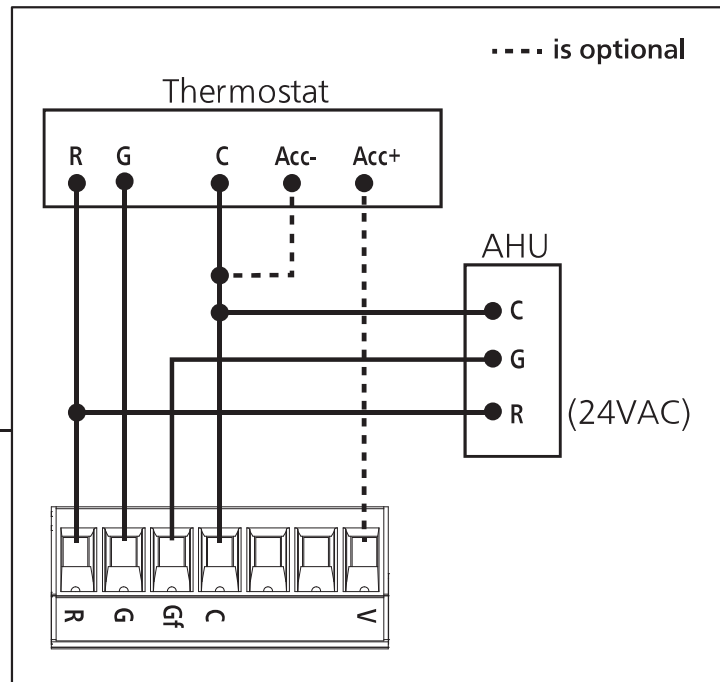 ---- is optional
Thermostat
R G C Acc- Acc+
AHU
C
G
R (24VAC)
R G Gf C V